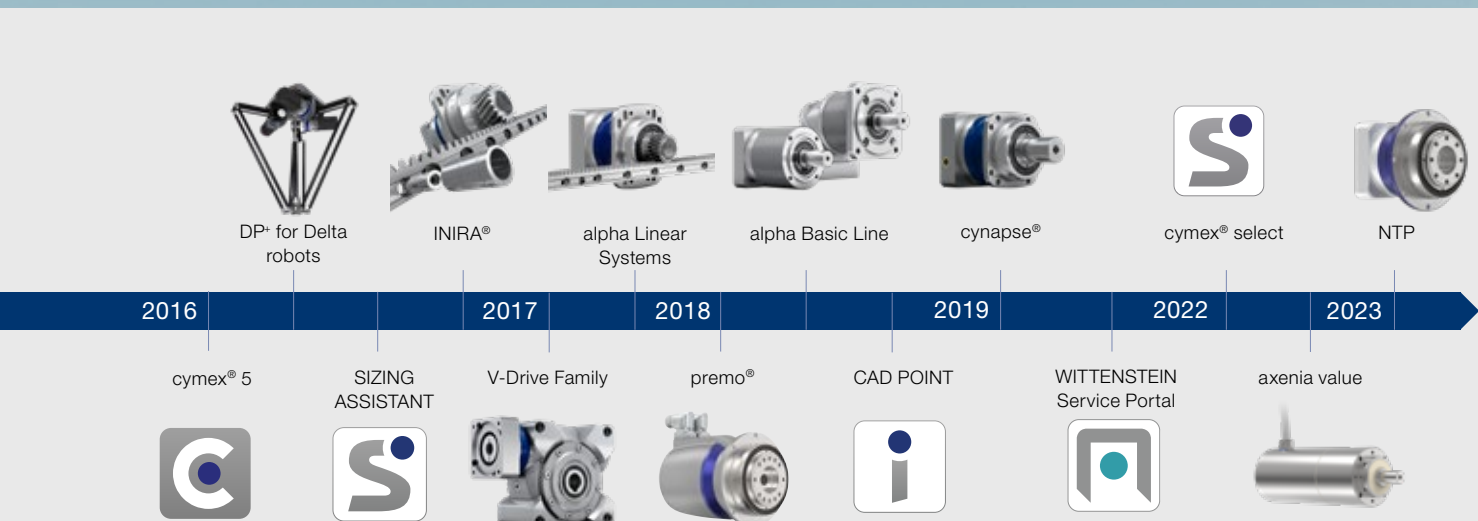 DP⁺ for Delta
robots
INIRA®
alpha Linear
Systems
alpha Basic Line
cynapse®
cymex® select
NTP
2016
2017
2018
2019
2022
2023
cymex® 5
SIZING
ASSISTANT
V-Drive Family
premo®
CAD POINT
WITTENSTEIN
Service Portal
axenia value